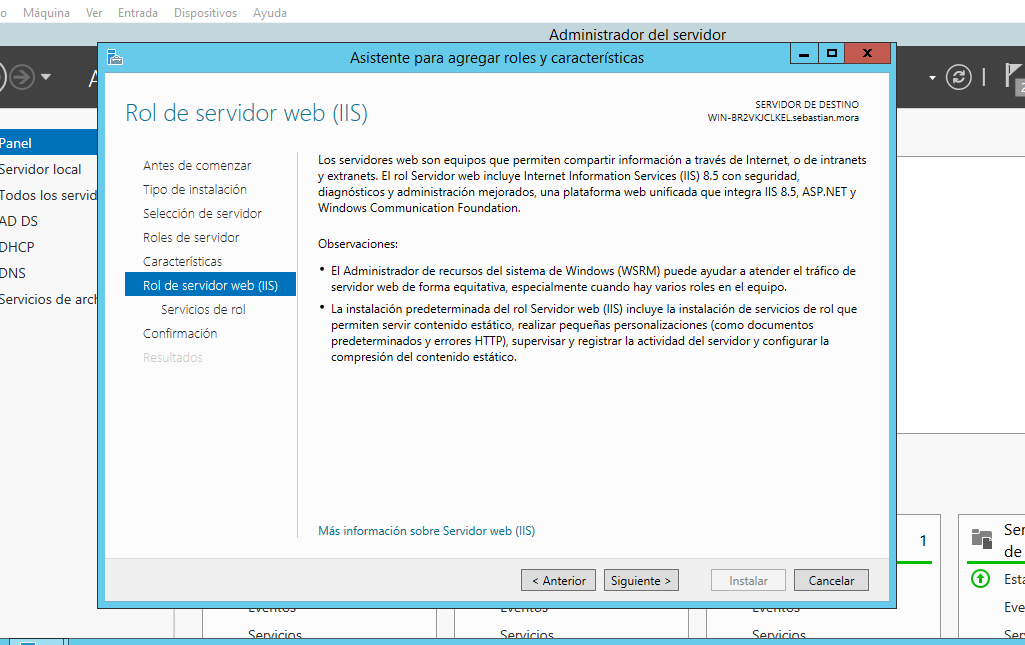 Máquina Ver Entrada Dispositivos Ayuda
Administrador del servidor
Asistente para agregar roles y características
Rol de servidor web (IIS)
SERVIDOR DE DESTINO
WIN-BR2VKJCLKEL.sebastian.mora
Panel
Servidor local
Todos los servid
AD DS
DHCP
DNS
Servicios de arch
Antes de comenzar
Tipo de instalación
Selección de servidor
Roles de servidor
Características
Rol de servidor web (IIS)
Servicios de rol
Confirmación
Resultados
Los servidores web son equipos que permiten compartir información a través de Internet, o de intranets
y extranets. El rol Servidor web incluye Internet Information Services (IIS) 8.5 con seguridad,
diagnósticos y administración mejorados, una plataforma web unificada que integra IIS 8.5, ASP.NET y
Windows Communication Foundation.
Observaciones:
• El Administrador de recursos del sistema de Windows (WSRM) puede ayudar a atender el tráfico de
servidor web de forma equitativa, especialmente cuando hay varios roles en el equipo.
• La instalación predeterminada del rol Servidor web (IIS) incluye la instalación de servicios de rol que
permiten servir contenido estático, realizar pequeñas personalizaciones (como documentos
predeterminados y errores HTTP), supervisar y registrar la actividad del servidor y configurar la
compresión del contenido estático.
Más información sobre Servidor web (IIS)
< Anterior Siguiente > Instalar Cancelar
1
Ser
de
Esta
Eve
Eventos Eventos Eventos
Servicios Servicios Servicios Ser